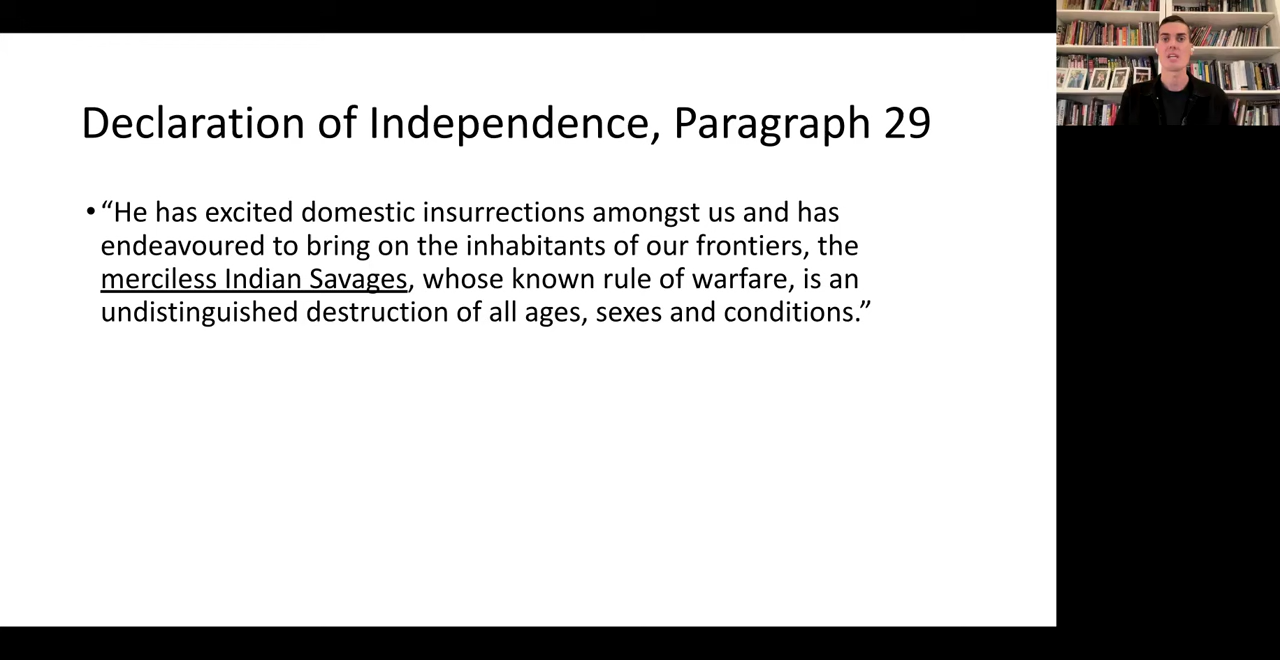 Declaration of Independence, Paragraph 29
•“He has excited domestic insurrections amongst us and has
endeavoured to bring on the inhabitants of our frontiers, the
merciless Indian Savages, whose known rule of warfare, is an
undistinguished destruction of all ages, sexes and conditions.”